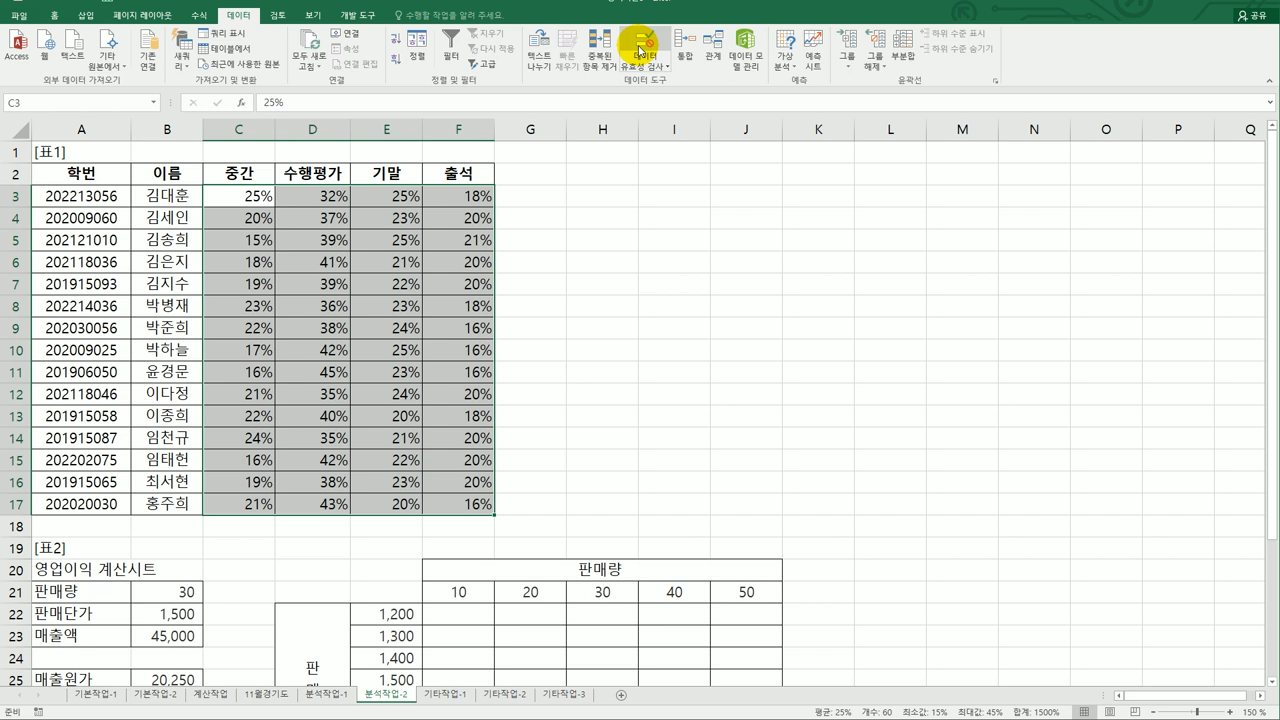 파일 홈 삽입 페이지 레이아웃 수식 데이터 검토 보기 개발 도구 수행할 작업을 알려 주세요. 공유
Access 웹 텍스트 기타 원본에서 기존 연결 쿼리 표시 테이블에서 최근에 사용한 원본 새 쿼리 모두 새로 고침 연결 속성 연결 편집 정렬 필터 지우기 다시 적용 고급 텍스트 나누기 빠른 채우기 중복된 항목 제거 데이터 유효성 검사 통합 관계 데이터 모델 관리 가상 분석 예측 시트 그룹 그룹 해제 부분합 하위 수준 표시 하위 수준 숨기기
외부 데이터 가져오기 가져오기 및 변환 연결 정렬 및 필터 데이터 도구 예측 윤곽선
C3 fx 25%
A B C D E F G H I J K L M N O P Q
1 [표1]
2 학번 이름 중간 수행평가 기말 출석
3 202213056 김대훈 25% 32% 25% 18%
4 202009060 김세인 20% 37% 23% 20%
5 202121010 김송희 15% 39% 25% 21%
6 202118036 김은지 18% 41% 21% 20%
7 201915093 김지수 19% 39% 22% 20%
8 202214036 박병재 23% 36% 23% 18%
9 202030056 박준희 22% 38% 24% 16%
10 202009025 박하늘 17% 42% 25% 16%
11 201906050 윤경문 16% 45% 23% 16%
12 202118046 이다정 21% 35% 24% 20%
13 201915058 이종희 22% 40% 20% 18%
14 201915087 임천규 24% 35% 21% 20%
15 202202075 임태헌 16% 42% 22% 20%
16 201915065 최서현 19% 38% 23% 20%
17 202020030 홍주희 21% 43% 20% 16%
18
19 [표2]
20 영업이익 계산시트 판매량
21 판매량 30 10 20 30 40 50
22 판매단가 1,500 1,200
23 매출액 45,000 1,300
24 판 1,400
25 매출원가 20,250 1,500
기본작업-1 기본작업-2 계산작업 11월경기도 분석작업-1 분석작업-2 기타작업-1 기타작업-2 기타작업-3
준비 평균: 25% 개수: 60 최소값: 15% 최대값: 45% 합계: 1500% 150 %